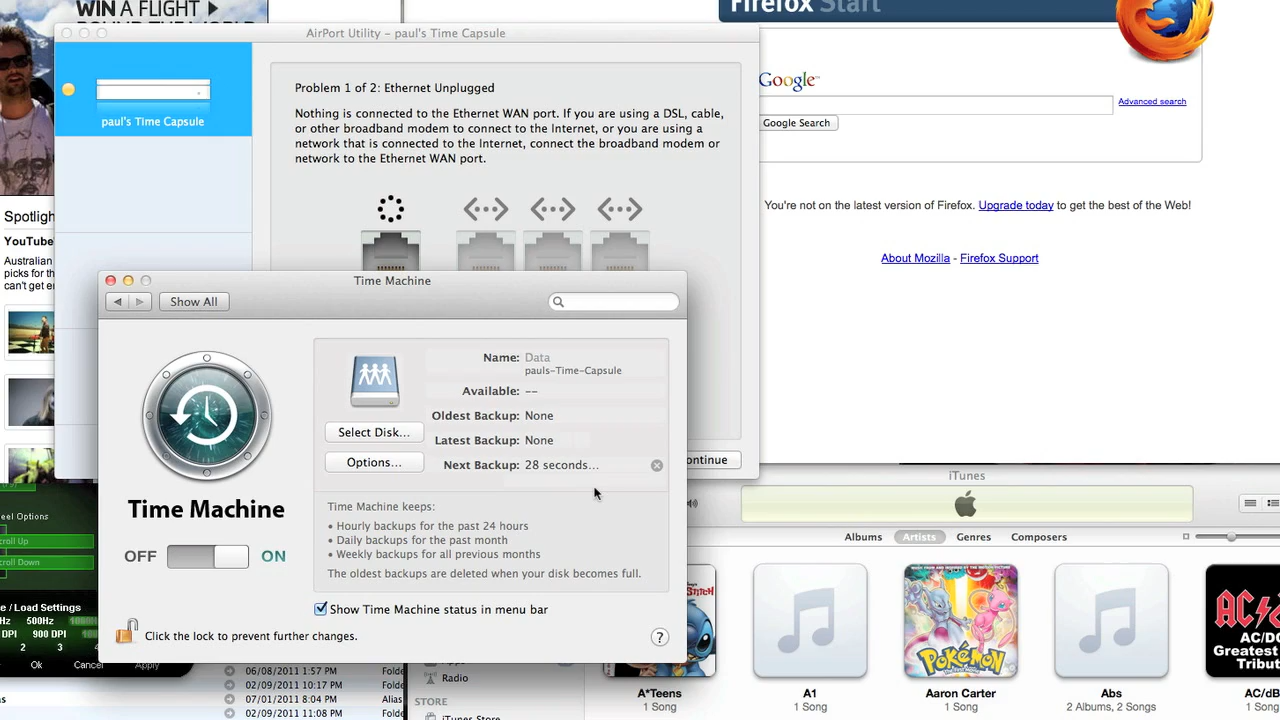 WIN A FLIGHT
ROUND THE WORLD
Firefox Start
AirPort Utility – paul's Time Capsule
paul's Time Capsule
Problem 1 of 2: Ethernet Unplugged
Nothing is connected to the Ethernet WAN port. If you are using a DSL, cable,
or other broadband modem to connect to the Internet, or you are using a
network that is connected to the Internet, connect the broadband modem or
network to the Ethernet WAN port.
Google™
Advanced search
Google Search
You're not on the latest version of Firefox. Upgrade today to get the best of the Web!
About Mozilla - Firefox Support
Spotlig
YouTube
Australian
picks for th
can't get e
Time Machine
Show All
Name: Data
pauls-Time-Capsule
Available: --
Oldest Backup: None
Latest Backup: None
Next Backup: 28 seconds...
Select Disk...
Options...
ontinue
Time Machine
OFF
ON
Time Machine keeps:
• Hourly backups for the past 24 hours
• Daily backups for the past month
• Weekly backups for all previous months
The oldest backups are deleted when your disk becomes full.
Show Time Machine status in menu bar
Click the lock to prevent further changes.
?
eel Options
croll Up
croll Down
e / Load Settings
Hz 500Hz 1000H
DPI 900 DPI
2 3
Ok Cancel Apply
06/08/2011 1:57 PM Folde
02/09/2011 10:17 PM Folde
07/01/2011 8:04 PM Alias
02/09/2011 11:08 PM Folde
iTunes
Albums Artists Genres Composers
Radio
STORE
iTunes Store
A*Teens
1 Song
A1
1 Song
POKéMON
Aaron Carter
1 Song
Abs
2 Albums, 2 Songs
AC/DC
AC/D
Greatest
Tribut
AC/dB
1 Song